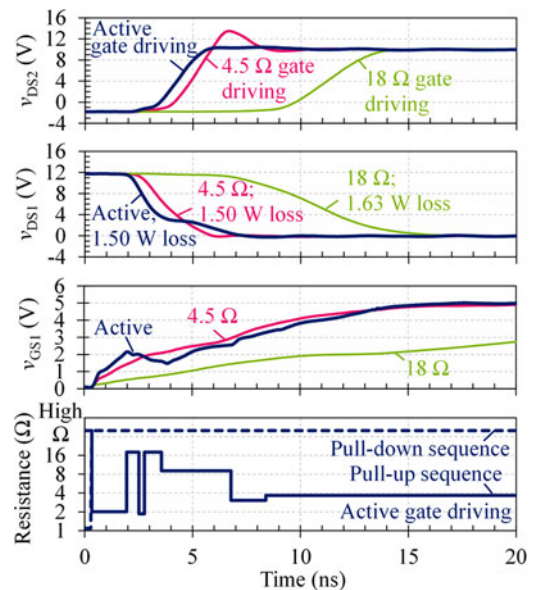 16
12
8
4
0
-4
vDS2 (V)
Active
gate driving
4.5 Ω gate
driving
18 Ω gate
driving
16
12
8
4
0
-4
vDS1 (V)
4.5 Ω;
1.50 W loss
Active,
1.50 W loss
18 Ω;
1.63 W loss
6
5
4
3
2
1
0
vGS1 (V)
Active
4.5 Ω
18 Ω
High
Ω
16
8
4
2
1
Resistance (Ω)
Pull-down sequence
Pull-up sequence
Active gate driving
0
5
10
15
20
Time (ns)